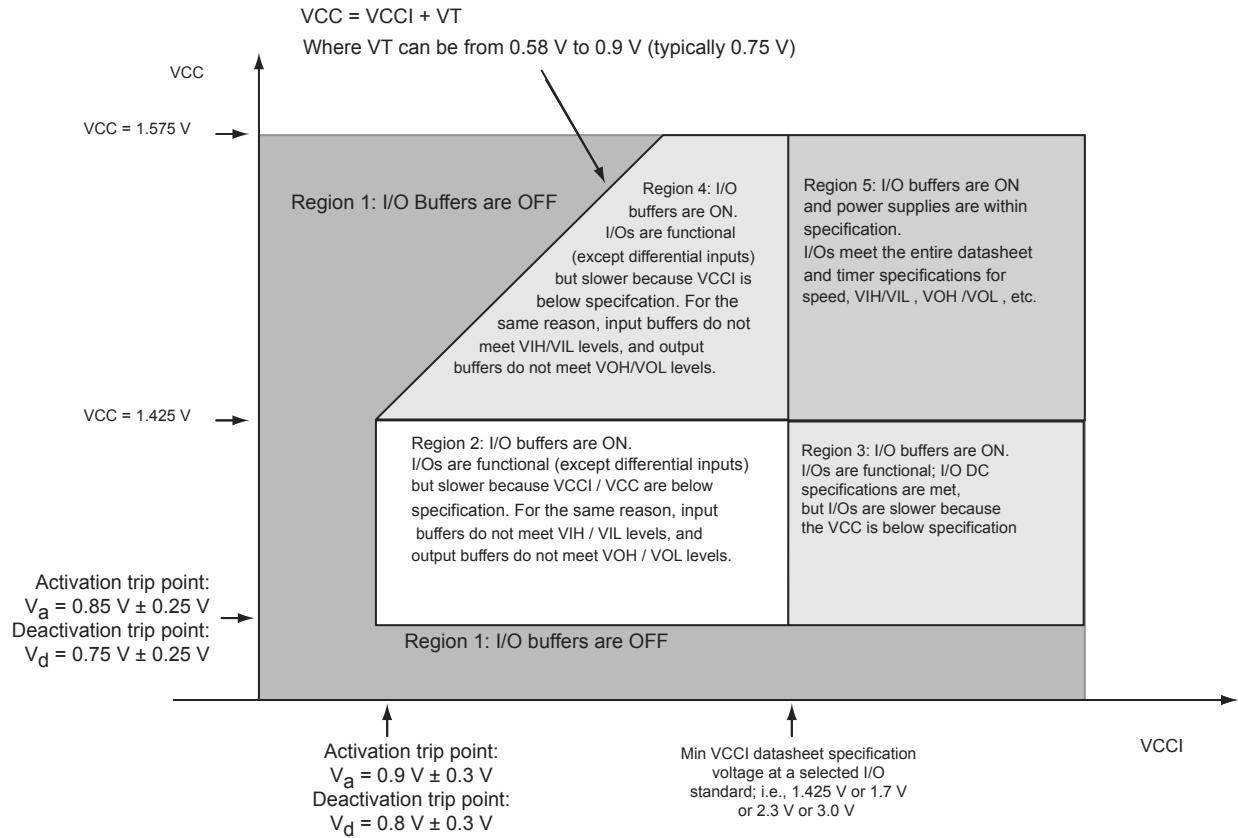 VCC = VCCI + VT
Where VT can be from 0.58 V to 0.9 V (typically 0.75 V)
VCC
VCC = 1.575 V
Region 1: I/O Buffers are OFF
Region 4: I/O
buffers are ON.
I/Os are functional
(except differential inputs)
but slower because VCCI is
below specifcation. For the
same reason, input buffers do not
meet VIH/VIL levels, and output
buffers do not meet VOH/VOL levels.
Region 5: I/O buffers are ON
and power supplies are within
specification.
I/Os meet the entire datasheet
and timer specifications for
speed, VIH/VIL , VOH /VOL , etc.
VCC = 1.425 V
Region 2: I/O buffers are ON.
I/Os are functional (except differential inputs)
but slower because VCCI / VCC are below
specification. For the same reason, input
buffers do not meet VIH / VIL levels, and
output buffers do not meet VOH / VOL levels.
Region 3: I/O buffers are ON.
I/Os are functional; I/O DC
specifications are met,
but I/Os are slower because
the VCC is below specification
Activation trip point:
Va = 0.85 V ± 0.25 V
Deactivation trip point:
Vd = 0.75 V ± 0.25 V
Region 1: I/O buffers are OFF
Activation trip point:
Va = 0.9 V ± 0.3 V
Deactivation trip point:
Vd = 0.8 V ± 0.3 V
Min VCCI datasheet specification
voltage at a selected I/O
standard; i.e., 1.425 V or 1.7 V
or 2.3 V or 3.0 V
VCCI